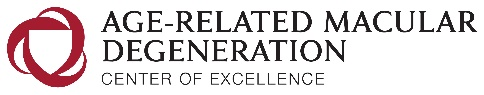 AGE-RELATED MACULAR
DEGENERATION
CENTER OF EXCELLENCE